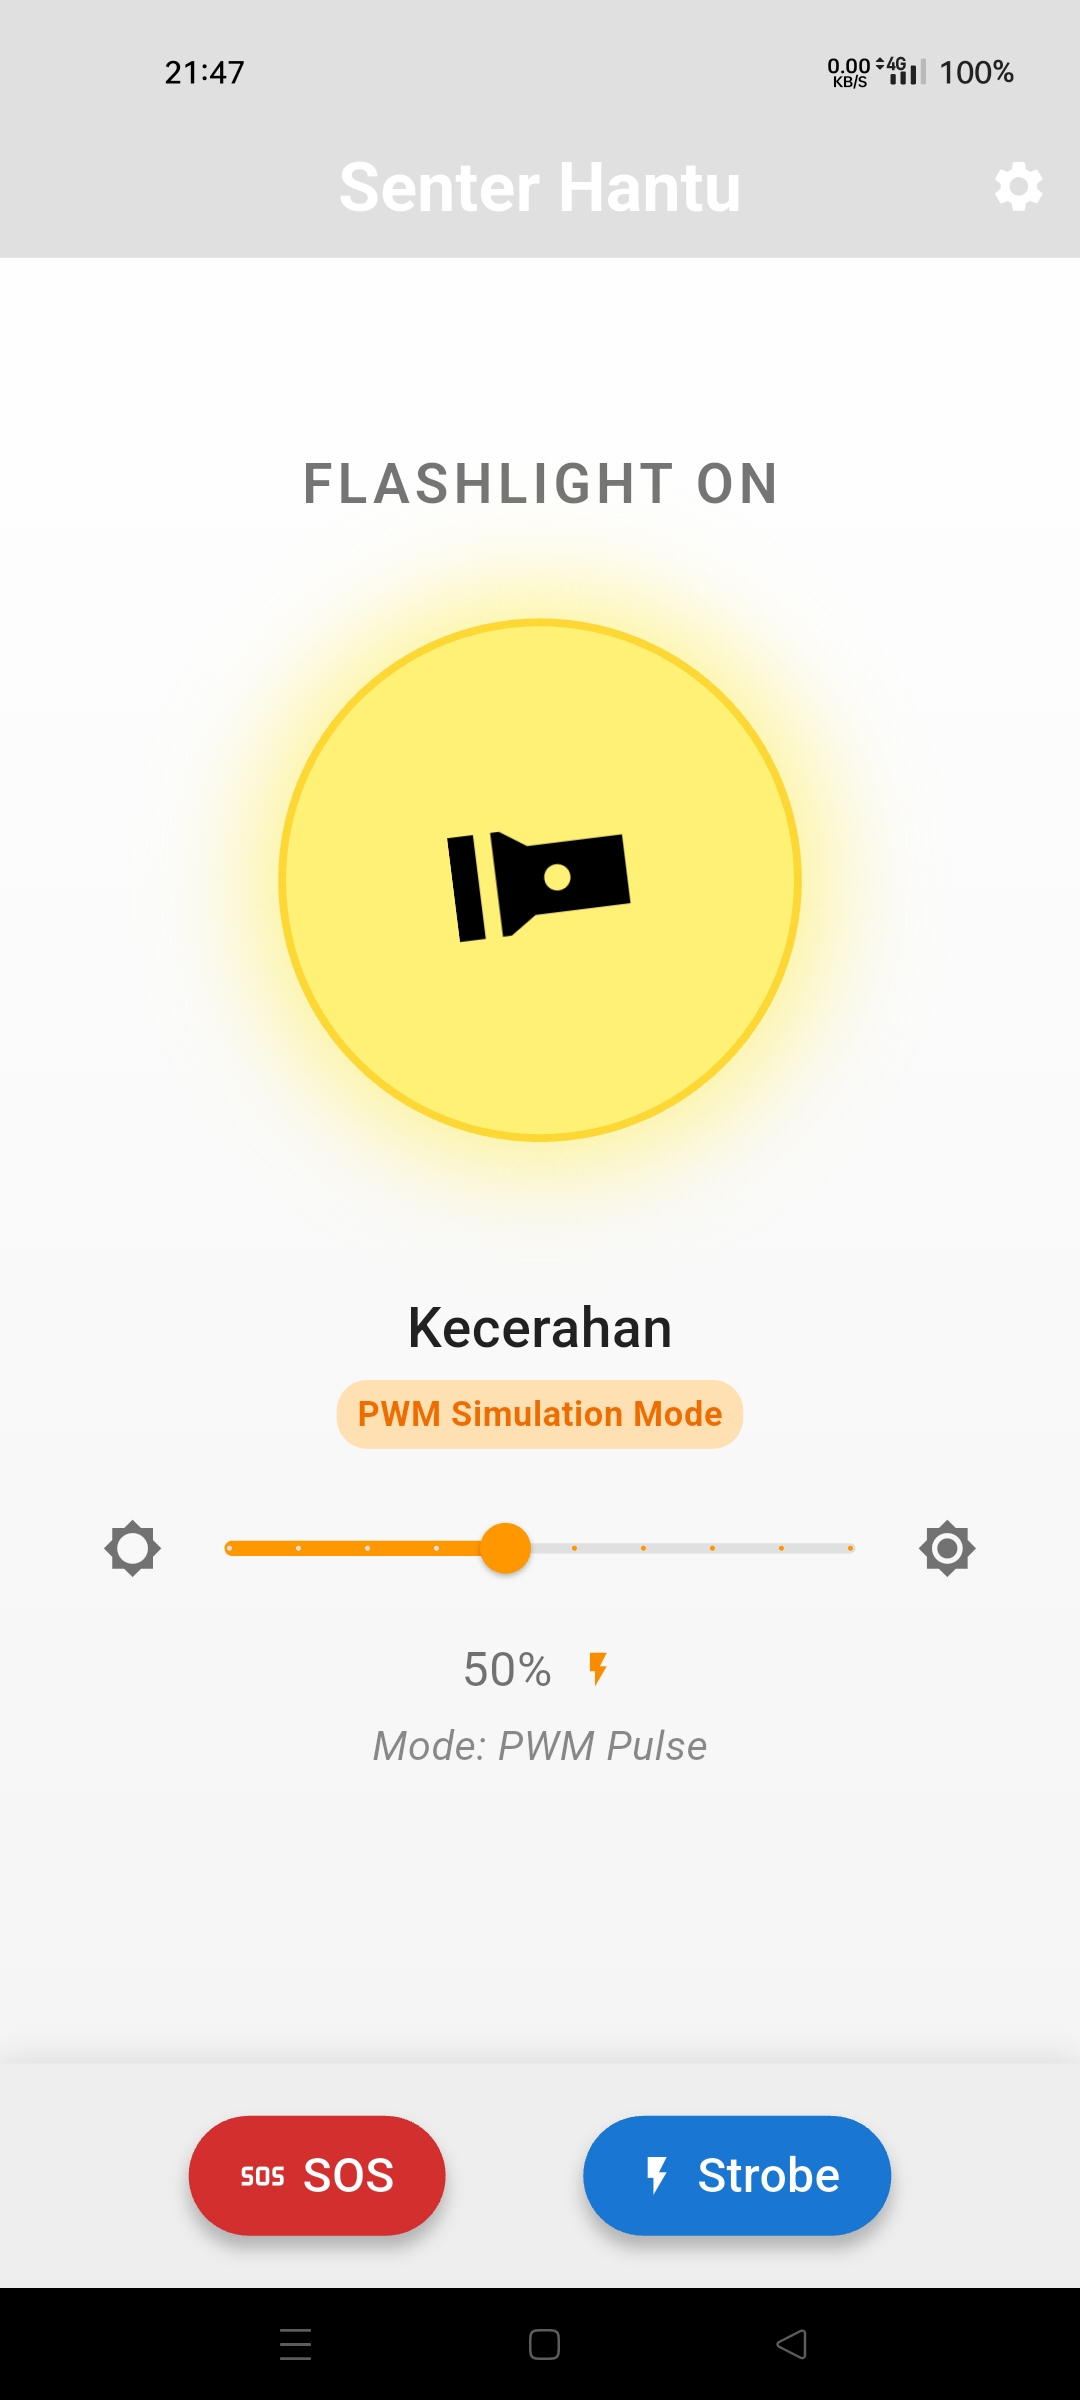 21:47
0.00 KB/S 4G 100%
Senter Hantu
FLASHLIGHT ON
Kecerahan
PWM Simulation Mode
50%
Mode: PWM Pulse
SOS SOS
Strobe